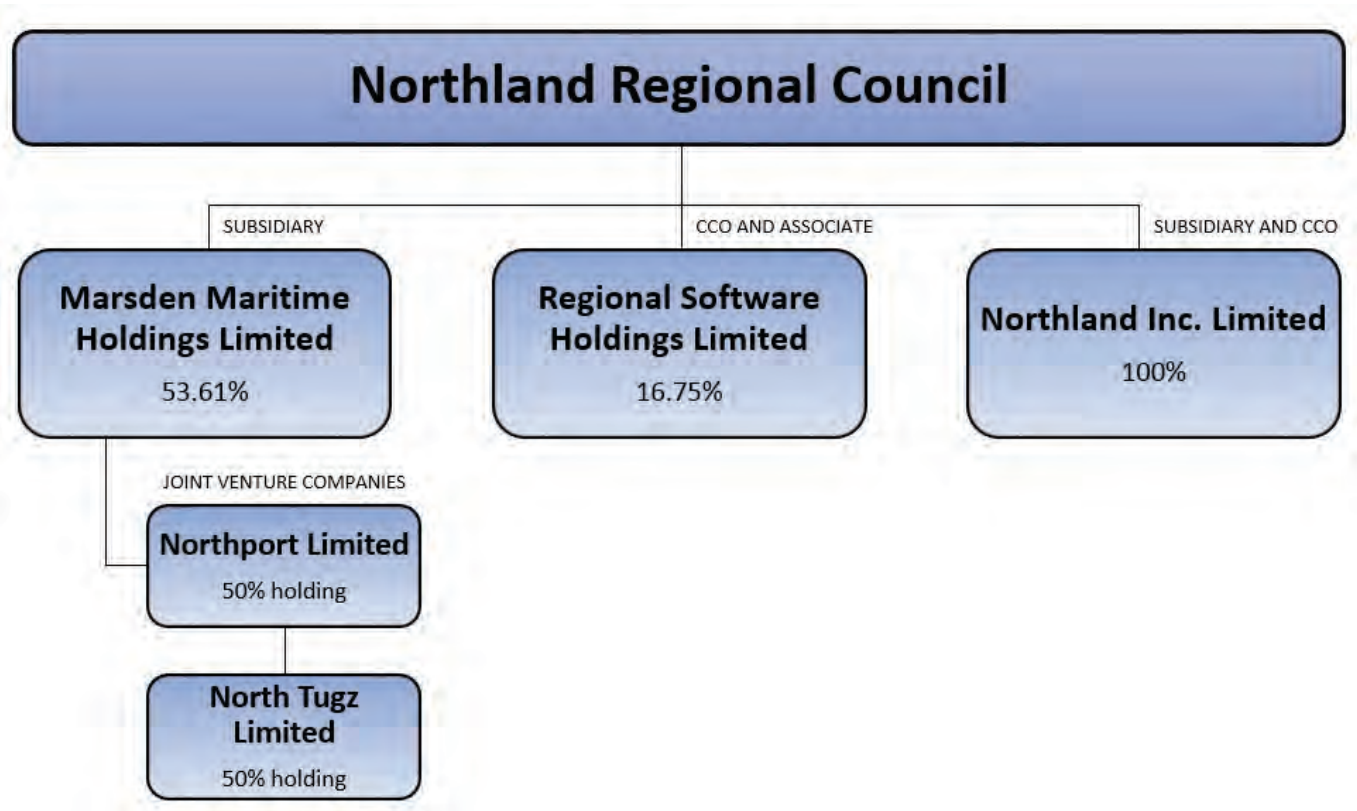 Northland Regional Council
SUBSIDIARY
CCO AND ASSOCIATE
SUBSIDIARY AND CCO
Marsden Maritime
Holdings Limited
53.61%
Regional Software
Holdings Limited
16.75%
Northland Inc. Limited
100%
JOINT VENTURE COMPANIES
Northport Limited
50% holding
North Tugz
Limited
50% holding